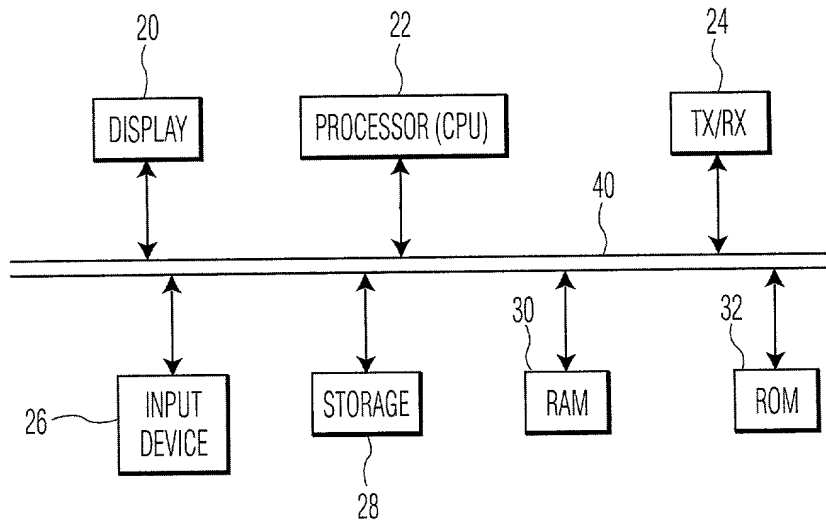 20
22
24
DISPLAY
PROCESSOR (CPU)
TX/RX
40
30
32
26
INPUT
DEVICE
STORAGE
RAM
ROM
28